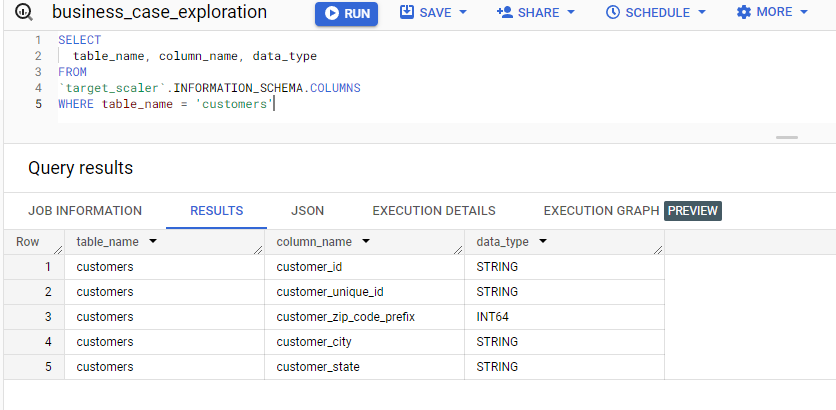 business_case_exploration RUN SAVE SHARE SCHEDULE MORE
1 SELECT
2 table_name, column_name, data_type
3 FROM
4 `target_scaler`.INFORMATION_SCHEMA.COLUMNS
5 WHERE table_name = 'customers'
Query results
JOB INFORMATION RESULTS JSON EXECUTION DETAILS EXECUTION GRAPH PREVIEW
Row table_name column_name data_type
1 customers customer_id STRING
2 customers customer_unique_id STRING
3 customers customer_zip_code_prefix INT64
4 customers customer_city STRING
5 customers customer_state STRING